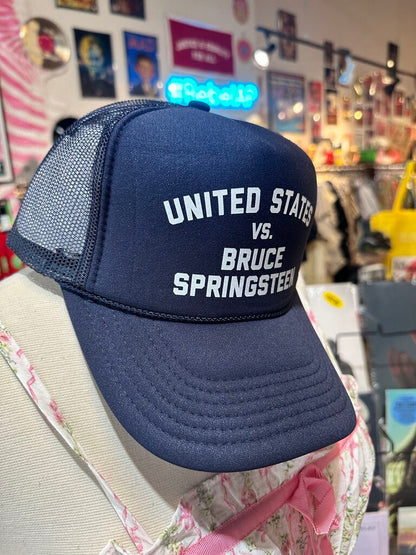 UNITED STATES
VS.
BRUCE
SPRINGSTEEN